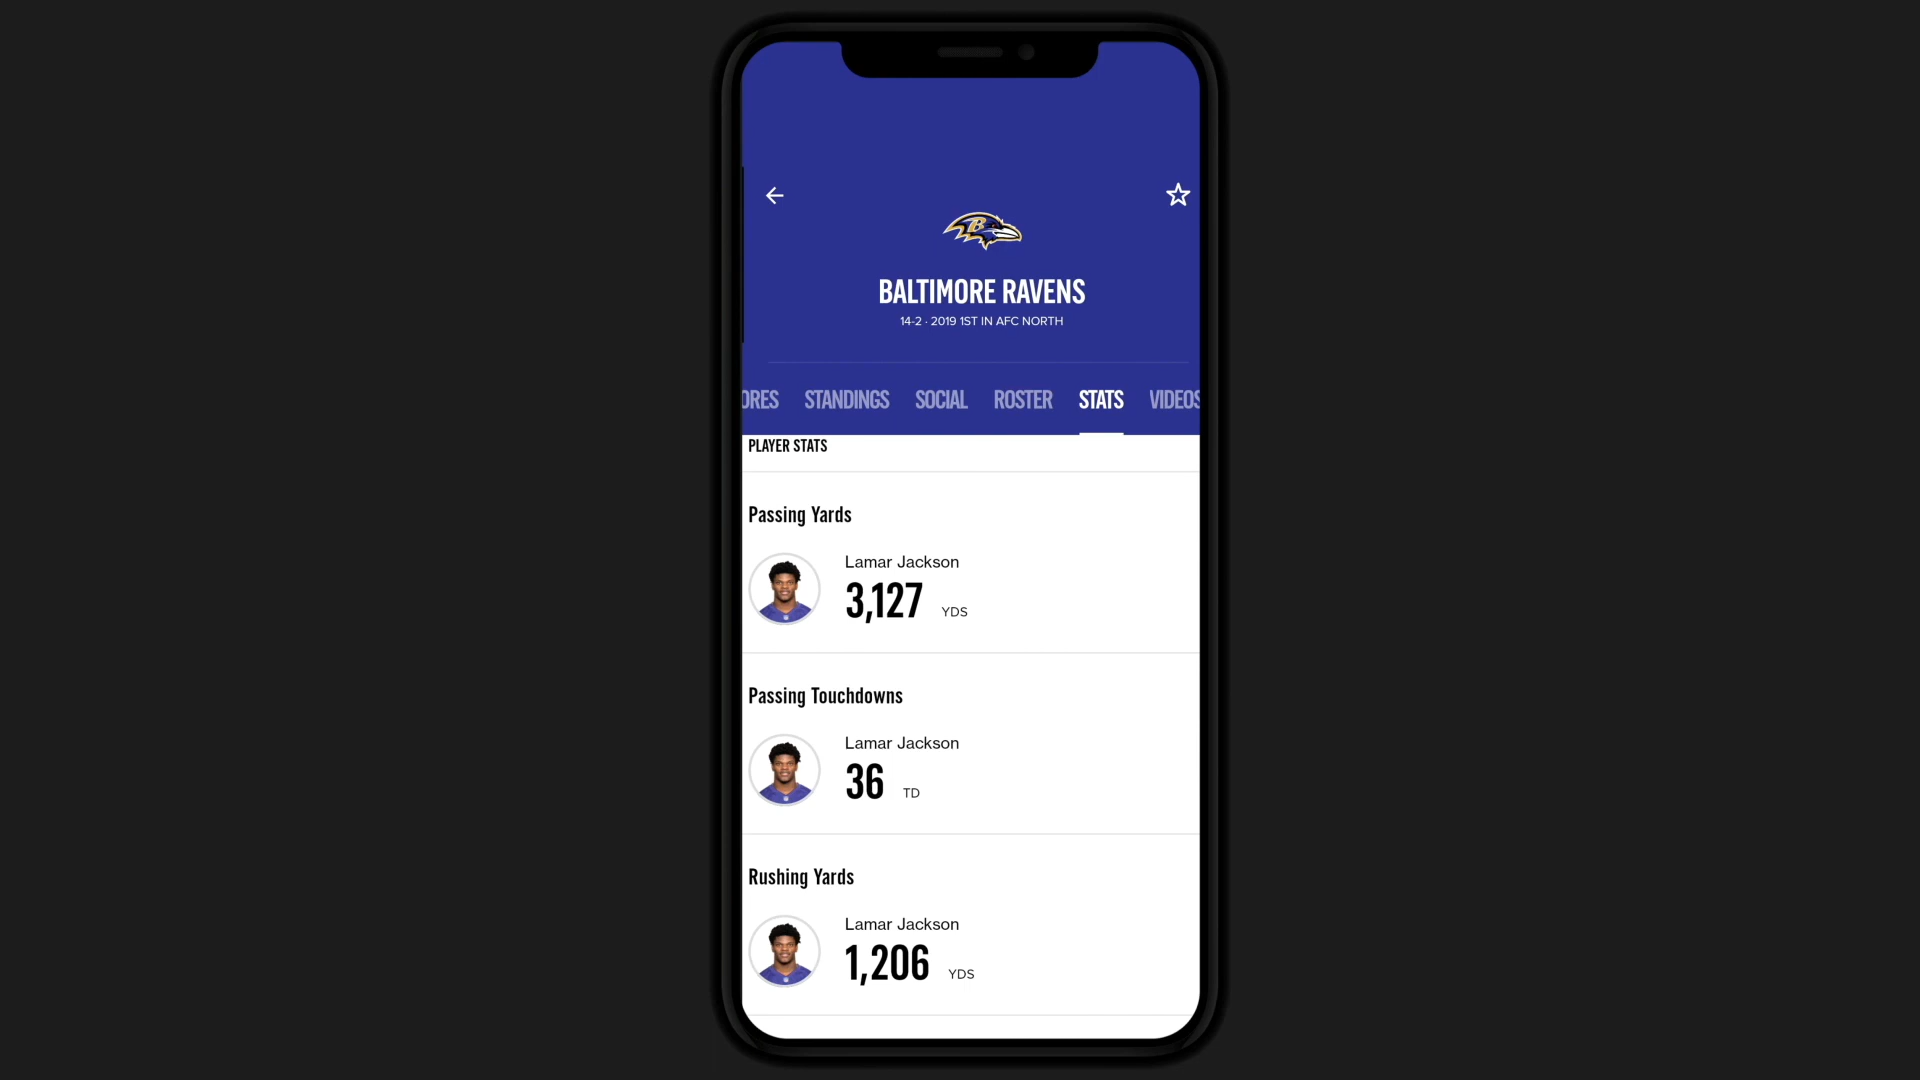 BALTIMORE RAVENS
14-2 · 2019 1ST IN AFC NORTH
ORES STANDINGS SOCIAL ROSTER STATS VIDEOS
PLAYER STATS
Passing Yards
Lamar Jackson
3,127 YDS
Passing Touchdowns
Lamar Jackson
36 TD
Rushing Yards
Lamar Jackson
1,206 YDS